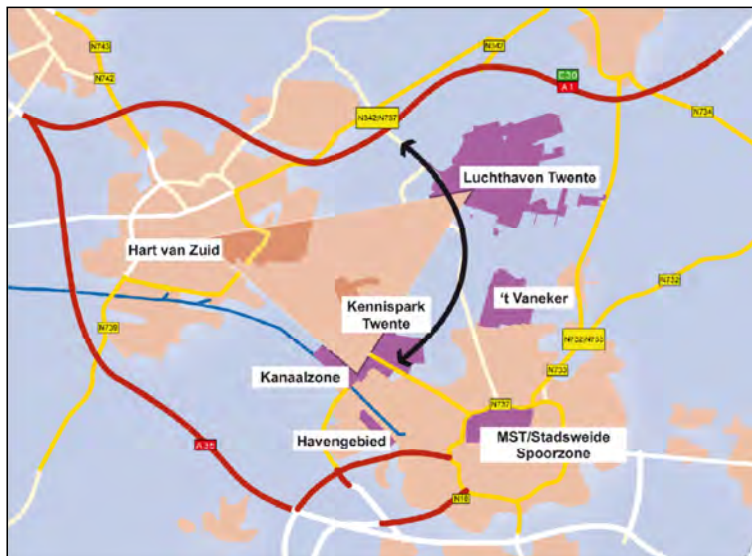 N743
N742
N342
E30
A1
N342/N737
N734
Luchthaven Twente
Hart van Zuid
't Vaneker
N732
Kennispark
Twente
N739
N732/N733
N733
Kanaalzone
N737
Havengebied
MST/Stadsweide
Spoorzone
A35
N18